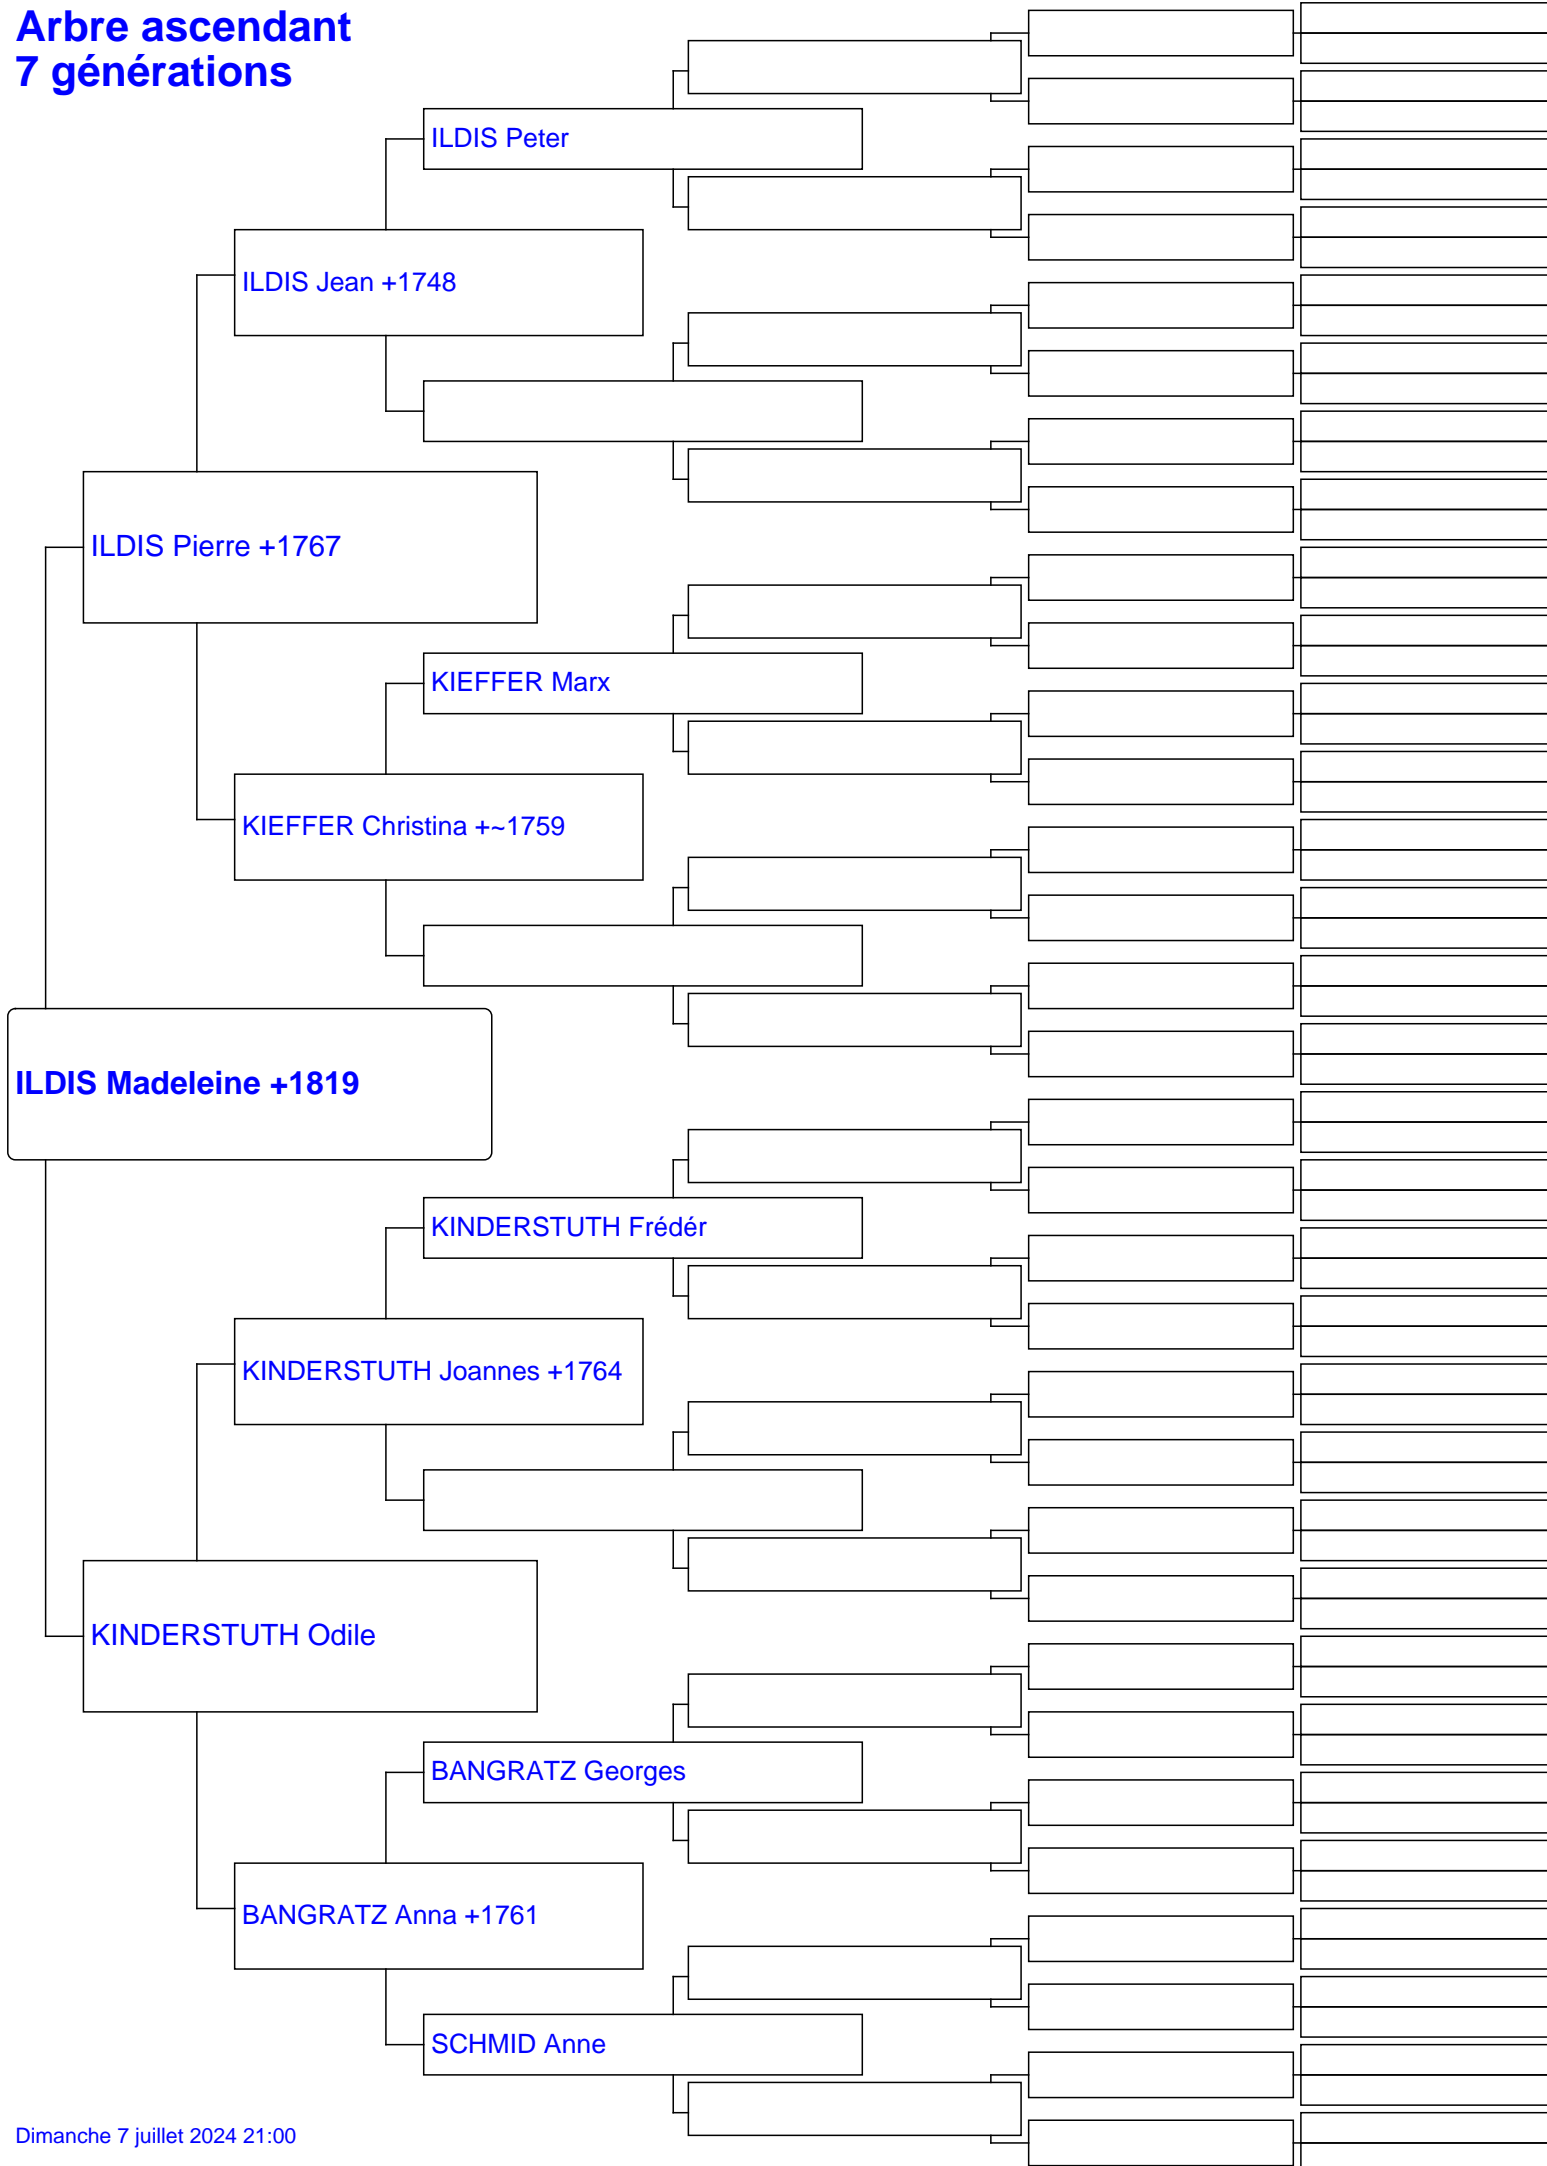 Arbre ascendant
7 générations
ILDIS Peter
ILDIS Jean +1748
ILDIS Pierre +1767
KIEFFER Marx
KIEFFER Christina +~1759
ILDIS Madeleine +1819
KINDERSTUTH Frédér
KINDERSTUTH Joannes +1764
KINDERSTUTH Odile
BANGRATZ Georges
BANGRATZ Anna +1761
SCHMID Anne
Dimanche 7 juillet 2024 21:00